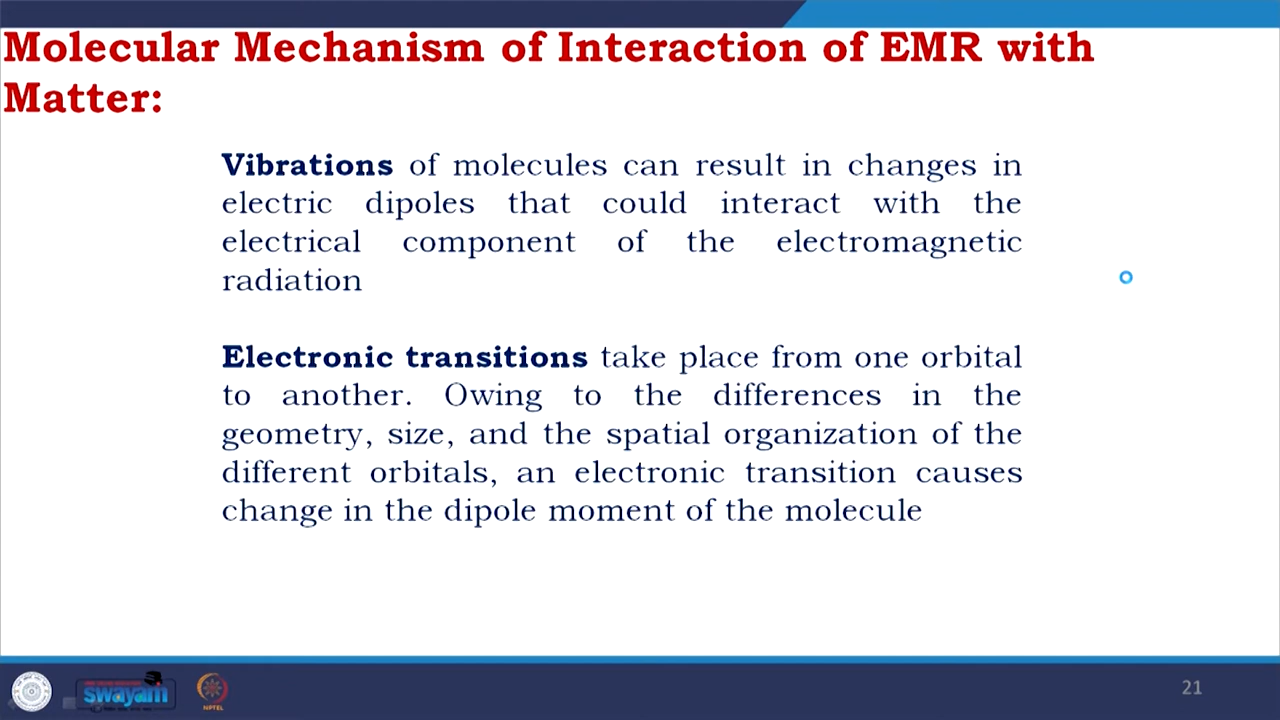 Molecular Mechanism of Interaction of EMR with
Matter:
Vibrations of molecules can result in changes in
electric dipoles that could interact with the
electrical component of the electromagnetic
radiation
Electronic transitions take place from one orbital
to another. Owing to the differences in the
geometry, size, and the spatial organization of the
different orbitals, an electronic transition causes
change in the dipole moment of the molecule
swayam
NPTEL
21